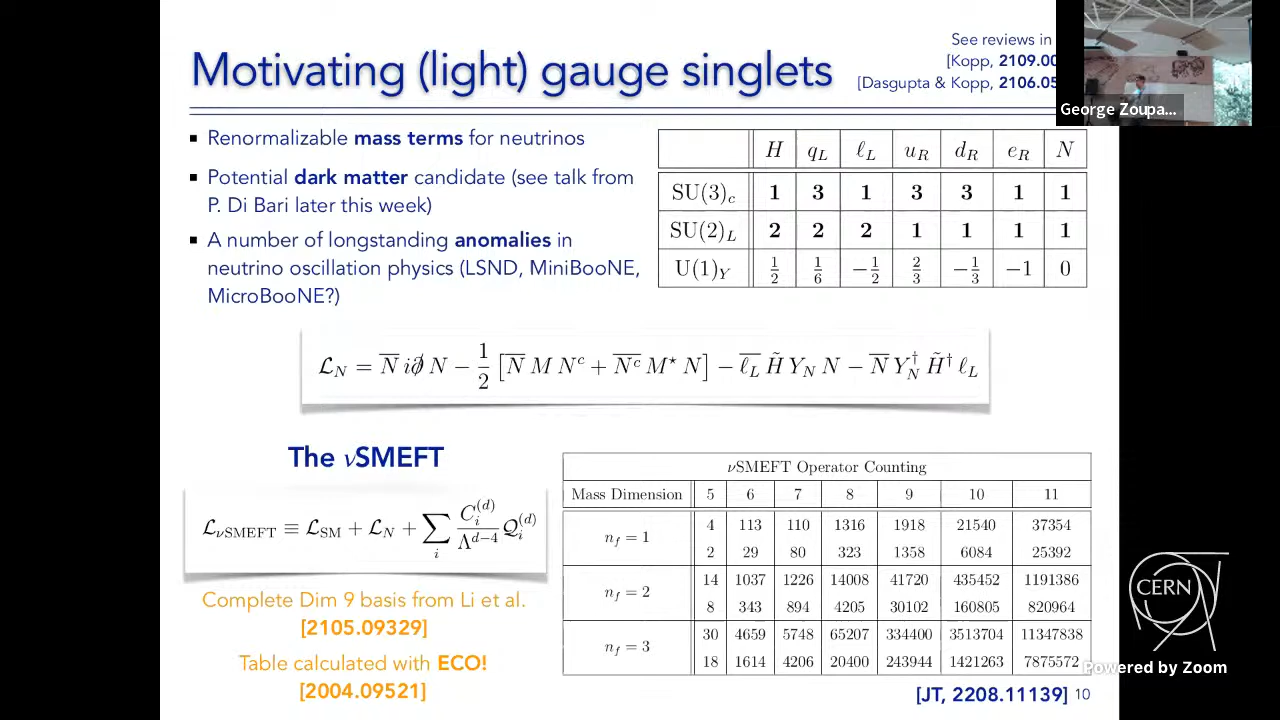 Motivating (light) gauge singlets
See reviews in
[Kopp, 2109.00
[Dasgupta & Kopp, 2106.05
George Zoupa...
▪ Renormalizable mass terms for neutrinos
▪ Potential dark matter candidate (see talk from
P. Di Bari later this week)
▪ A number of longstanding anomalies in
neutrino oscillation physics (LSND, MiniBooNE,
MicroBooNE?)
H q_L ℓ_L u_R d_R e_R N
SU(3)_c 1 3 1 3 3 1 1
SU(2)_L 2 2 2 1 1 1 1
U(1)_Y 1/2 1/6 −1/2 2/3 −1/3 −1 0
ℒ_N = N̅ i∂̸ N − 1/2 [N̅ M N^c + N̅^c M^⋆ N] − ℓ̅_L H̃ Y_N N − N̅ Y_N^† H̃^† ℓ_L
The νSMEFT
ℒ_νSMEFT ≡ ℒ_SM + ℒ_N + ∑_i C_i^(d)/Λ^(d−4) 𝒬_i^(d)
Complete Dim 9 basis from Li et al.
[2105.09329]
Table calculated with ECO!
[2004.09521]
νSMEFT Operator Counting
Mass Dimension 5 6 7 8 9 10 11
n_f = 1
4 113 110 1316 1918 21540 37354
2 29 80 323 1358 6084 25392
n_f = 2
14 1037 1226 14008 41720 435452 1191386
8 343 894 4205 30102 160805 820964
n_f = 3
30 4659 5748 65207 334400 3513704 11347838
18 1614 4206 20400 243944 1421263 7875572
[JT, 2208.11139] 10
CERN
Powered by Zoom